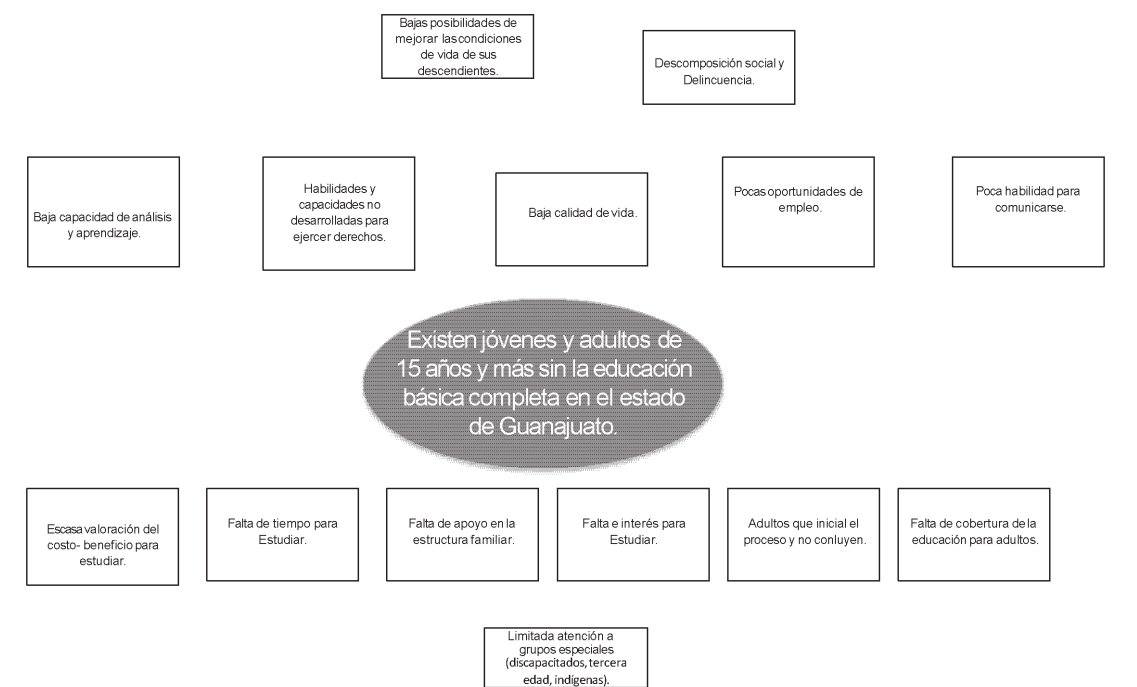 Bajas posibilidades de
mejorar lascondiciones
de vida de sus
descendientes.
Descomposición social y
Delincuencia.
Baja capacidad de análisis
y aprendizaje.
Habilidades y
capacidades no
desarrolladas para
ejercer derechos.
Baja calidad de vida.
Pocas oportunidades de
empleo.
Poca habilidad para
comunicarse.
Existen jóvenes y adultos de
15 años y más sin la educación
básica completa en el estado
de Guanajuato.
Escasa valoración del
costo- beneficio para
estudiar.
Falta de tiempo para
Estudiar.
Falta de apoyo en la
estructura familiar.
Falta e interés para
Estudiar.
Adultos que inicial el
proceso y no conluyen.
Falta de cobertura de la
educación para adultos.
Limitada atención a
grupos especiales
(discapacitados, tercera
edad, indígenas).